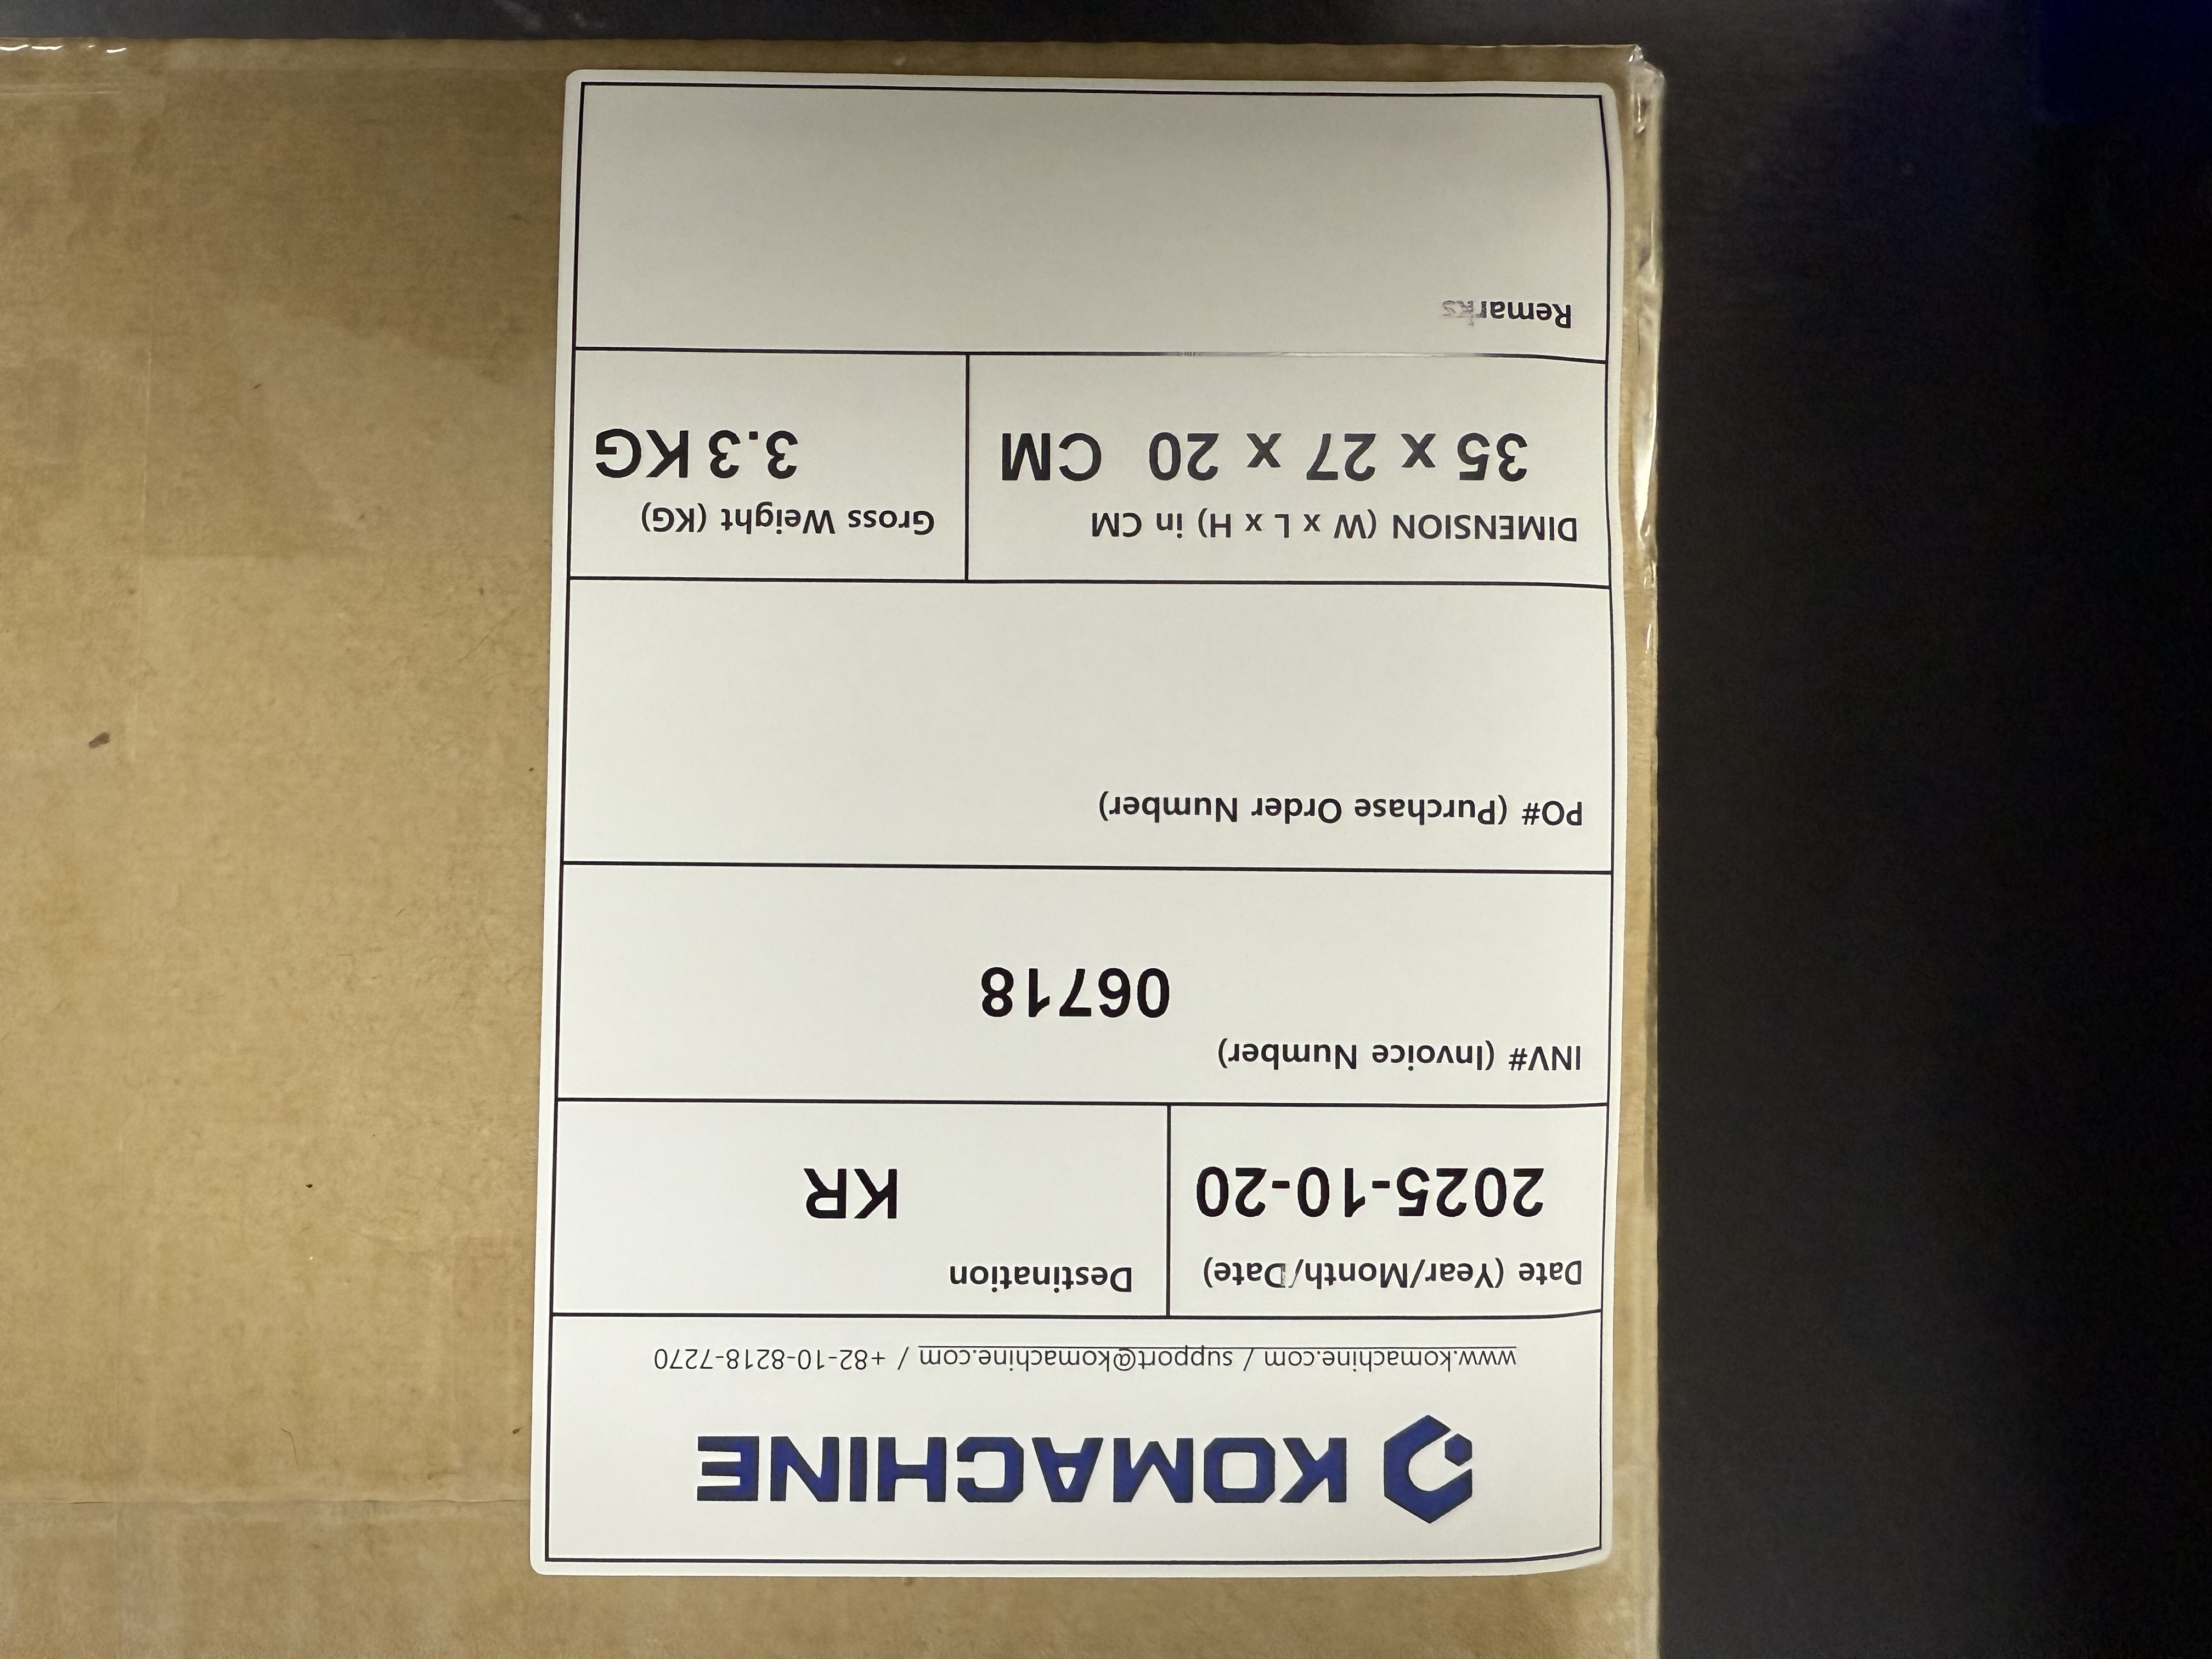 KOMACHINE
www.komachine.com / support@komachine.com / +82-10-8218-7270
Date (Year/Month/Date)
2025-10-20
Destination
KR
INV# (Invoice Number)
06718
PO# (Purchase Order Number)
DIMENSION (W x L x H) in CM
35 x 27 x 20 CM
Gross Weight (KG)
3.3 KG
Remarks